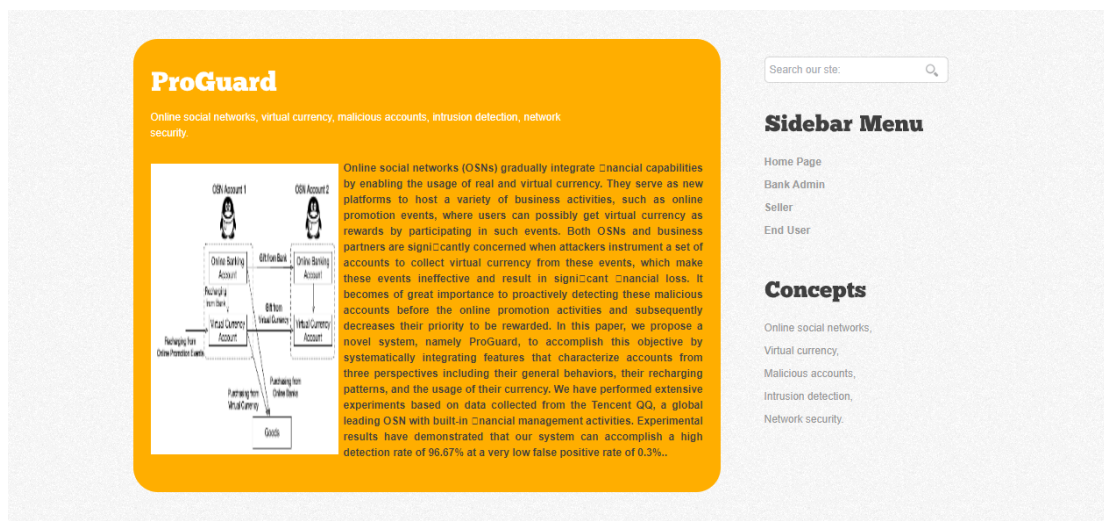 ProGuard
Online social networks, virtual currency, malicious accounts, intrusion detection, network
security.
OSN Account 1
OSN Account 2
Online Banking
Account
Gift from Bank
Online Banking
Account
Recharging
from Bank
Gift from
Virtual Currency
Virtual Currency
Account
Virtual Currency
Account
Recharging from
Online Promotion Events
Purchasing from
Online Banks
Purchasing from
Virtual Currency
Goods
Online social networks (OSNs) gradually integrate □nancial capabilities
by enabling the usage of real and virtual currency. They serve as new
platforms to host a variety of business activities, such as online
promotion events, where users can possibly get virtual currency as
rewards by participating in such events. Both OSNs and business
partners are signi□cantly concerned when attackers instrument a set of
accounts to collect virtual currency from these events, which make
these events ineffective and result in signi□cant □nancial loss. It
becomes of great importance to proactively detecting these malicious
accounts before the online promotion activities and subsequently
decreases their priority to be rewarded. In this paper, we propose a
novel system, namely ProGuard, to accomplish this objective by
systematically integrating features that characterize accounts from
three perspectives including their general behaviors, their recharging
patterns, and the usage of their currency. We have performed extensive
experiments based on data collected from the Tencent QQ, a global
leading OSN with built-in □nancial management activities. Experimental
results have demonstrated that our system can accomplish a high
detection rate of 96.67% at a very low false positive rate of 0.3%..
Search our ste:
Sidebar Menu
Home Page
Bank Admin
Seller
End User
Concepts
Online social networks,
Virtual currency,
Malicious accounts,
Intrusion detection,
Network security.